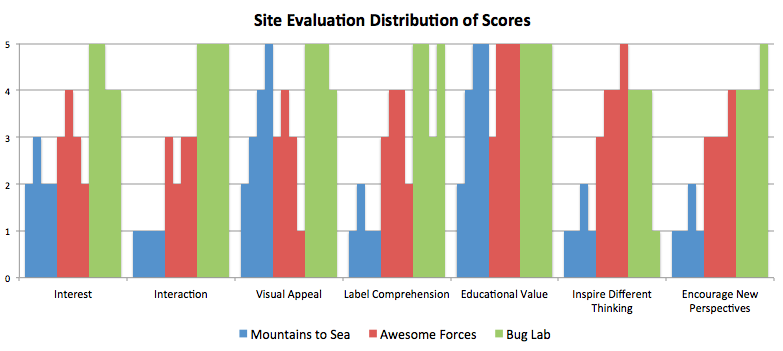 Site Evaluation Distribution of Scores
5
4
3
2
1
0
Interest
Interaction
Visual Appeal
Label Comprehension
Educational Value
Inspire Different
Thinking
Encourage New
Perspectives
Mountains to Sea
Awesome Forces
Bug Lab